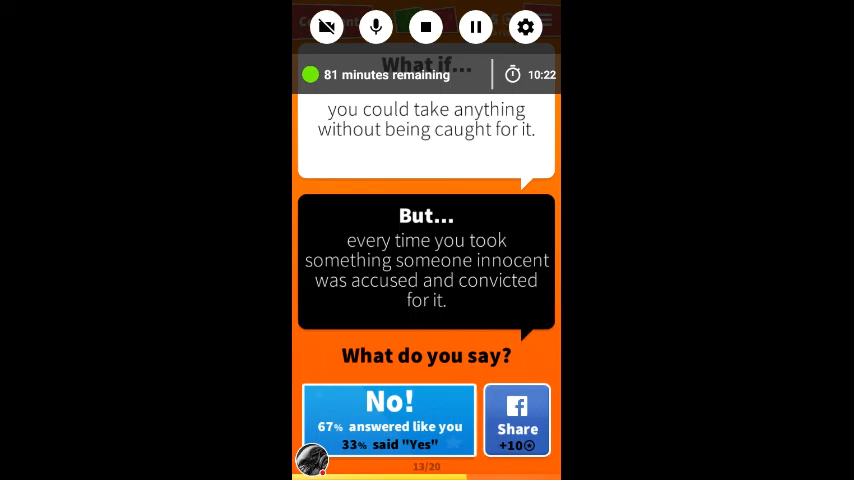 What if...
81 minutes remaining
10:22
you could take anything
without being caught for it.
But...
every time you took
something someone innocent
was accused and convicted
for it.
What do you say?
No!
67% answered like you
33% said "Yes"
Share
+10
13/20